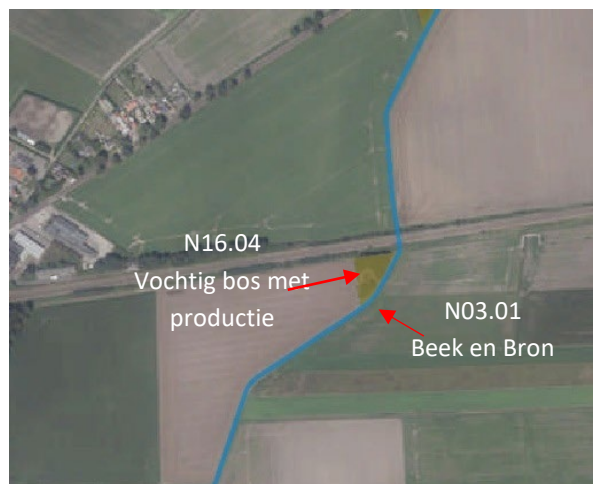 N16.04
Vochtig bos met
productie
N03.01
Beek en Bron